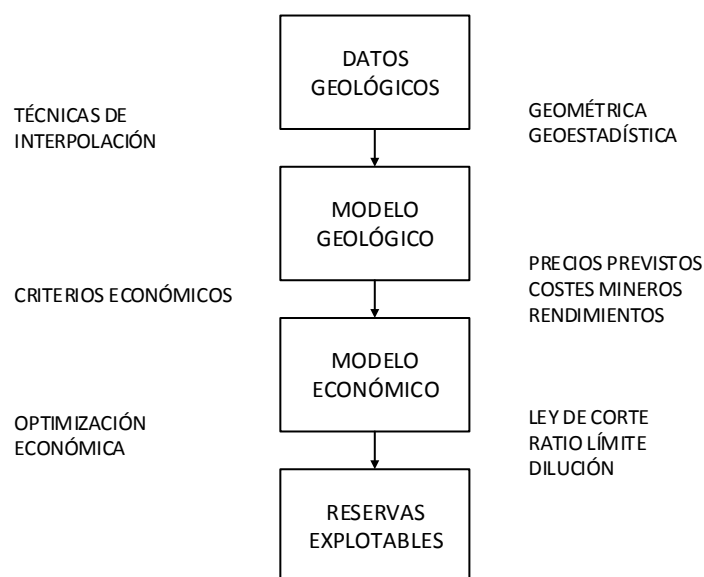 DATOS
GEOLÓGICOS
TÉCNICAS DE
INTERPOLACIÓN
GEOMÉTRICA
GEOESTADÍSTICA
MODELO
GEOLÓGICO
CRITERIOS ECONÓMICOS
PRECIOS PREVISTOS
COSTES MINEROS
RENDIMIENTOS
MODELO
ECONÓMICO
OPTIMIZACIÓN
ECONÓMICA
LEY DE CORTE
RATIO LÍMITE
DILUCIÓN
RESERVAS
EXPLOTABLES